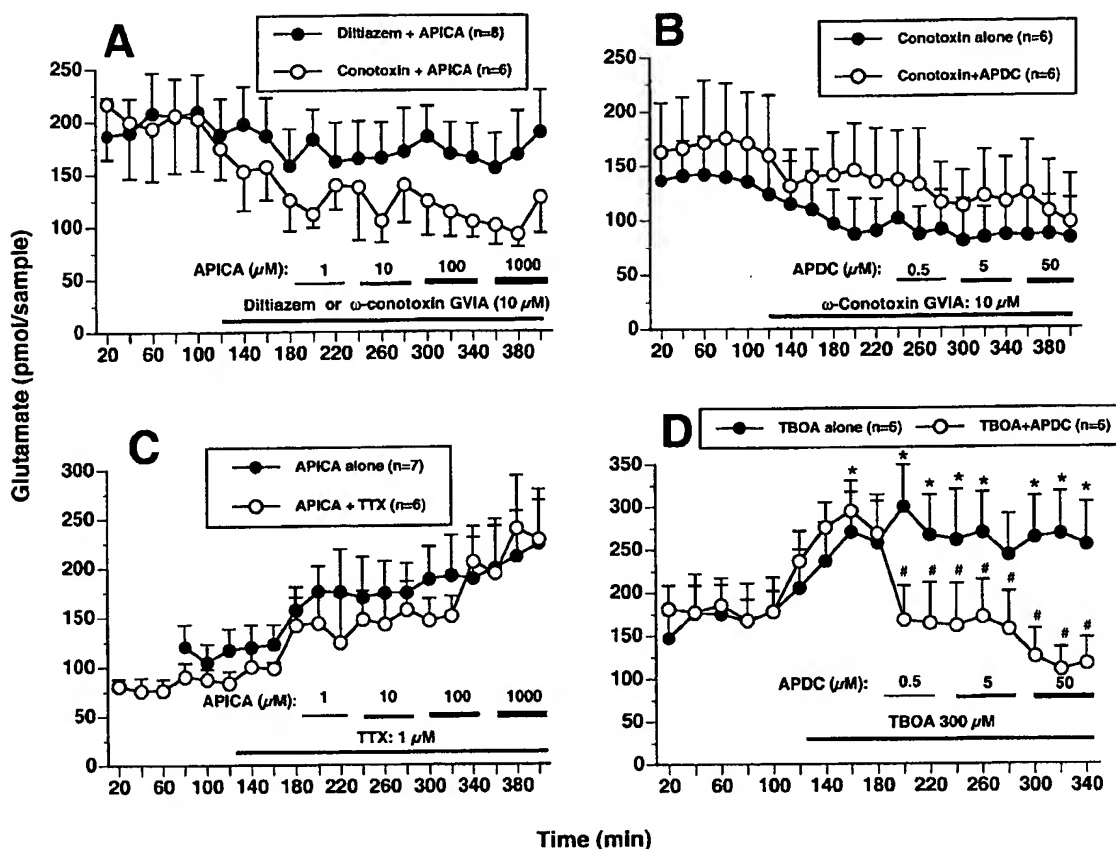 A
Diltiazem + APICA (n=8)
Conotoxin + APICA (n=6)
250
200
150
100
50
0
APICA (µM): 1 10 100 1000
Diltiazem or ω-conotoxin GVIA (10 µM)
20 60 100 140 180 220 260 300 340 380
B
Conotoxin alone (n=6)
Conotoxin+APDC (n=6)
250
200
150
100
50
0
APDC (µM): 0.5 5 50
ω-Conotoxin GVIA: 10 µM
20 60 100 140 180 220 260 300 340 380
Glutamate (pmol/sample)
C
APICA alone (n=7)
APICA + TTX (n=6)
300
250
200
150
100
50
0
APICA (µM): 1 10 100 1000
TTX: 1 µM
20 60 100 140 180 220 260 300 340 380
D
TBOA alone (n=6) TBOA+APDC (n=6)
350
300
250
200
150
100
50
0
* * * * * * * *
# # # # # # # #
APDC (µM): 0.5 5 50
TBOA 300 µM
20 60 100 140 180 220 260 300 340
Time (min)